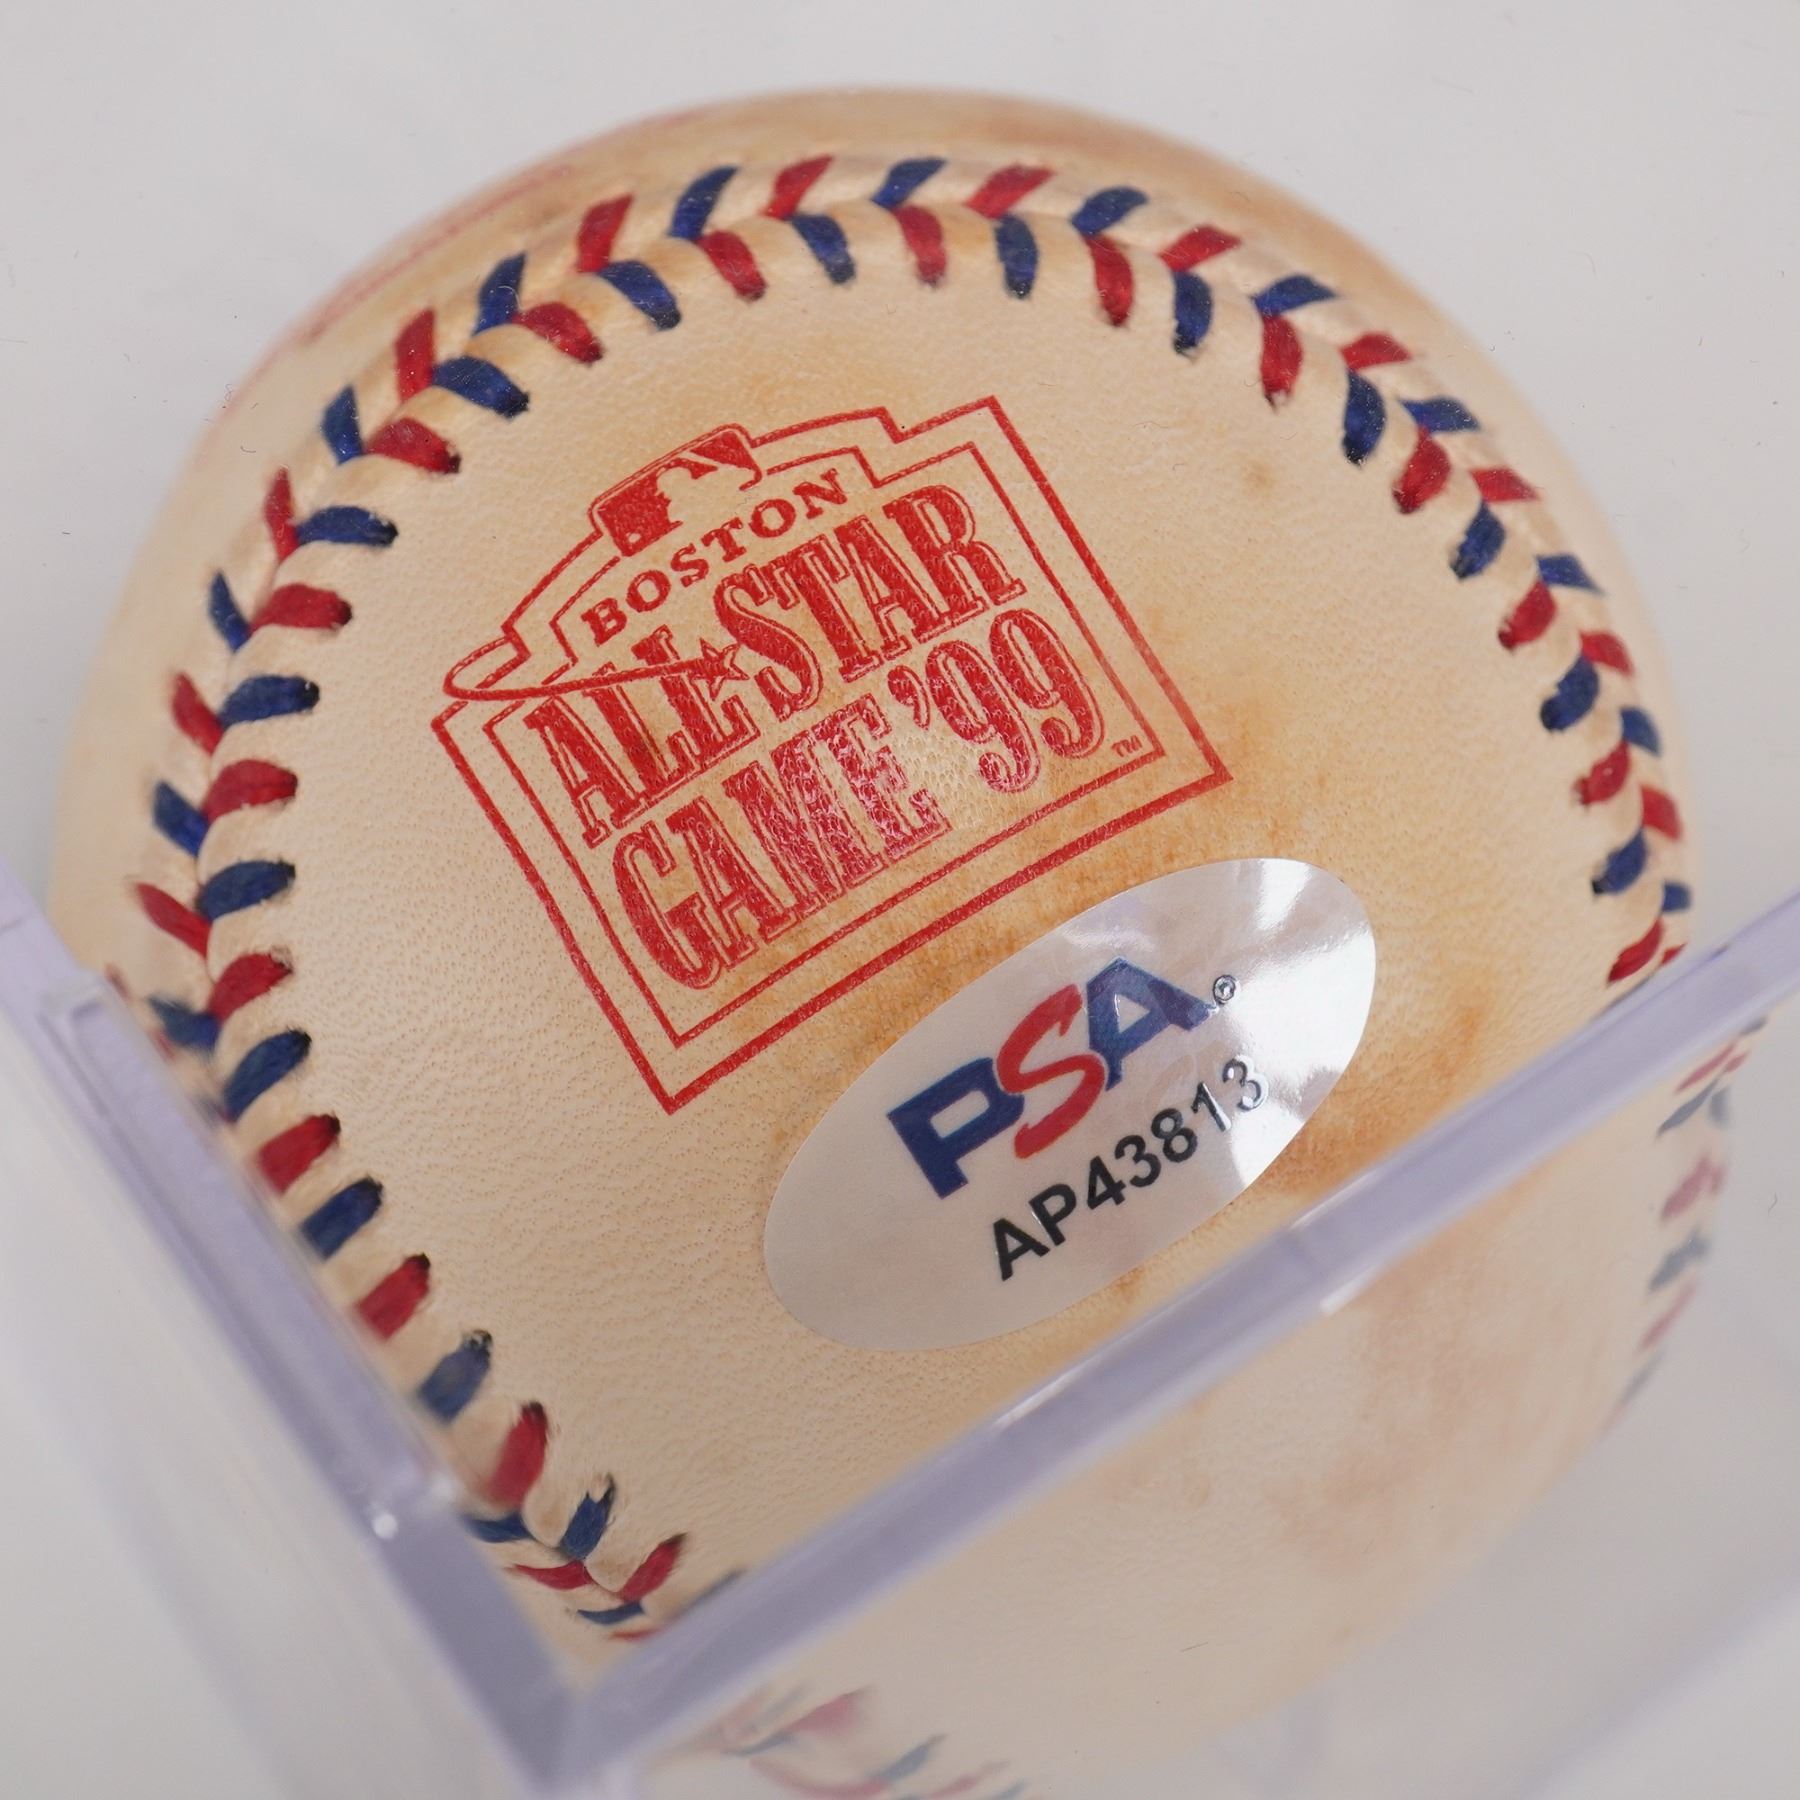 BOSTON
ALL STAR
GAME '99
TM
PSA®
AP43813